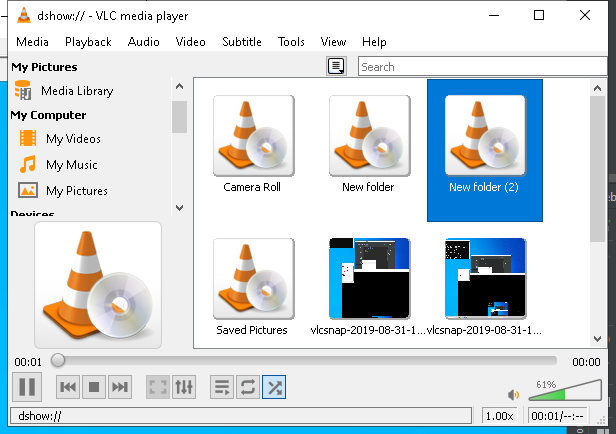 dshow:// - VLC media player
Media Playback Audio Video Subtitle Tools View Help
My Pictures
Search
Media Library
My Computer
My Videos
My Music
My Pictures
Devices
Camera Roll
New folder
New folder (2)
Saved Pictures
vlcsnap-2019-08-31-1...
vlcsnap-2019-08-31-1...
00:01
00:00
61%
dshow://
1.00x
00:01/--:--